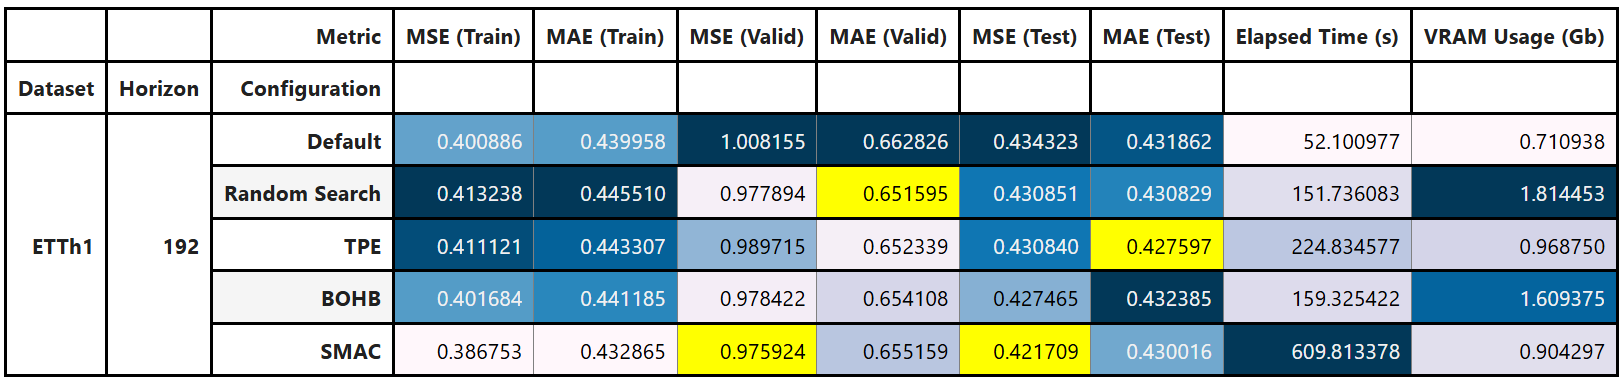 Metric MSE (Train) MAE (Train) MSE (Valid) MAE (Valid) MSE (Test) MAE (Test) Elapsed Time (s) VRAM Usage (Gb)
Dataset Horizon Configuration
Default 0.400886 0.439958 1.008155 0.662826 0.434323 0.431862 52.100977 0.710938
Random Search 0.413238 0.445510 0.977894 0.651595 0.430851 0.430829 151.736083 1.814453
ETTh1 192 TPE 0.411121 0.443307 0.989715 0.652339 0.430840 0.427597 224.834577 0.968750
BOHB 0.401684 0.441185 0.978422 0.654108 0.427465 0.432385 159.325422 1.609375
SMAC 0.386753 0.432865 0.975924 0.655159 0.421709 0.430016 609.813378 0.904297